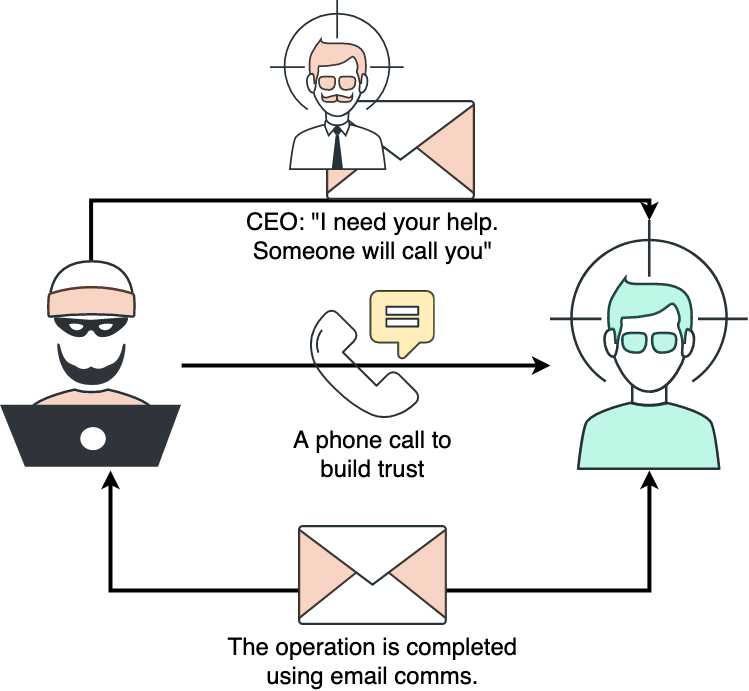 CEO: "I need your help.
Someone will call you"
A phone call to
build trust
The operation is completed
using email comms.